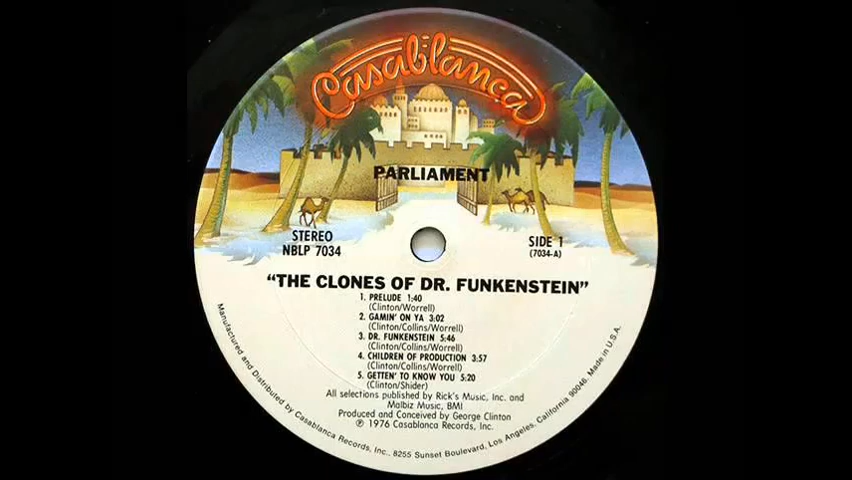 Casablanca
PARLIAMENT
STEREO
NBLP 7034
SIDE 1
(7034-A)
“THE CLONES OF DR. FUNKENSTEIN”
1. PRELUDE 1:40
(Clinton/Worrell)
2. GAMIN' ON YA 3:02
(Clinton/Collins/Worrell)
3. DR. FUNKENSTEIN 5:46
(Clinton/Collins/Worrell)
4. CHILDREN OF PRODUCTION 3:57
(Clinton/Collins/Worrell)
5. GETTEN' TO KNOW YOU 5:20
(Clinton/Shider)
All selections published by Rick's Music, Inc. and
Malbiz Music, BMI
Produced and Conceived by George Clinton
℗ 1976 Casablanca Records, Inc.
Manufactured and Distributed by Casablanca Records, Inc., 8255 Sunset Boulevard, Los Angeles, California 90046, Made in U.S.A.